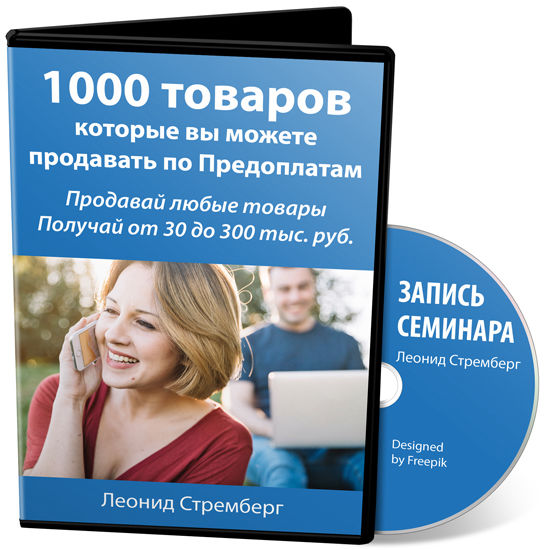 1000 товаров
которые вы можете
продавать по Предоплатам
Продавай любые товары
Получай от 30 до 300 тыс. руб.
Леонид Стремберг
ЗАПИСЬ
СЕМИНАРА
Леонид Стремберг
Designed
by Freepik